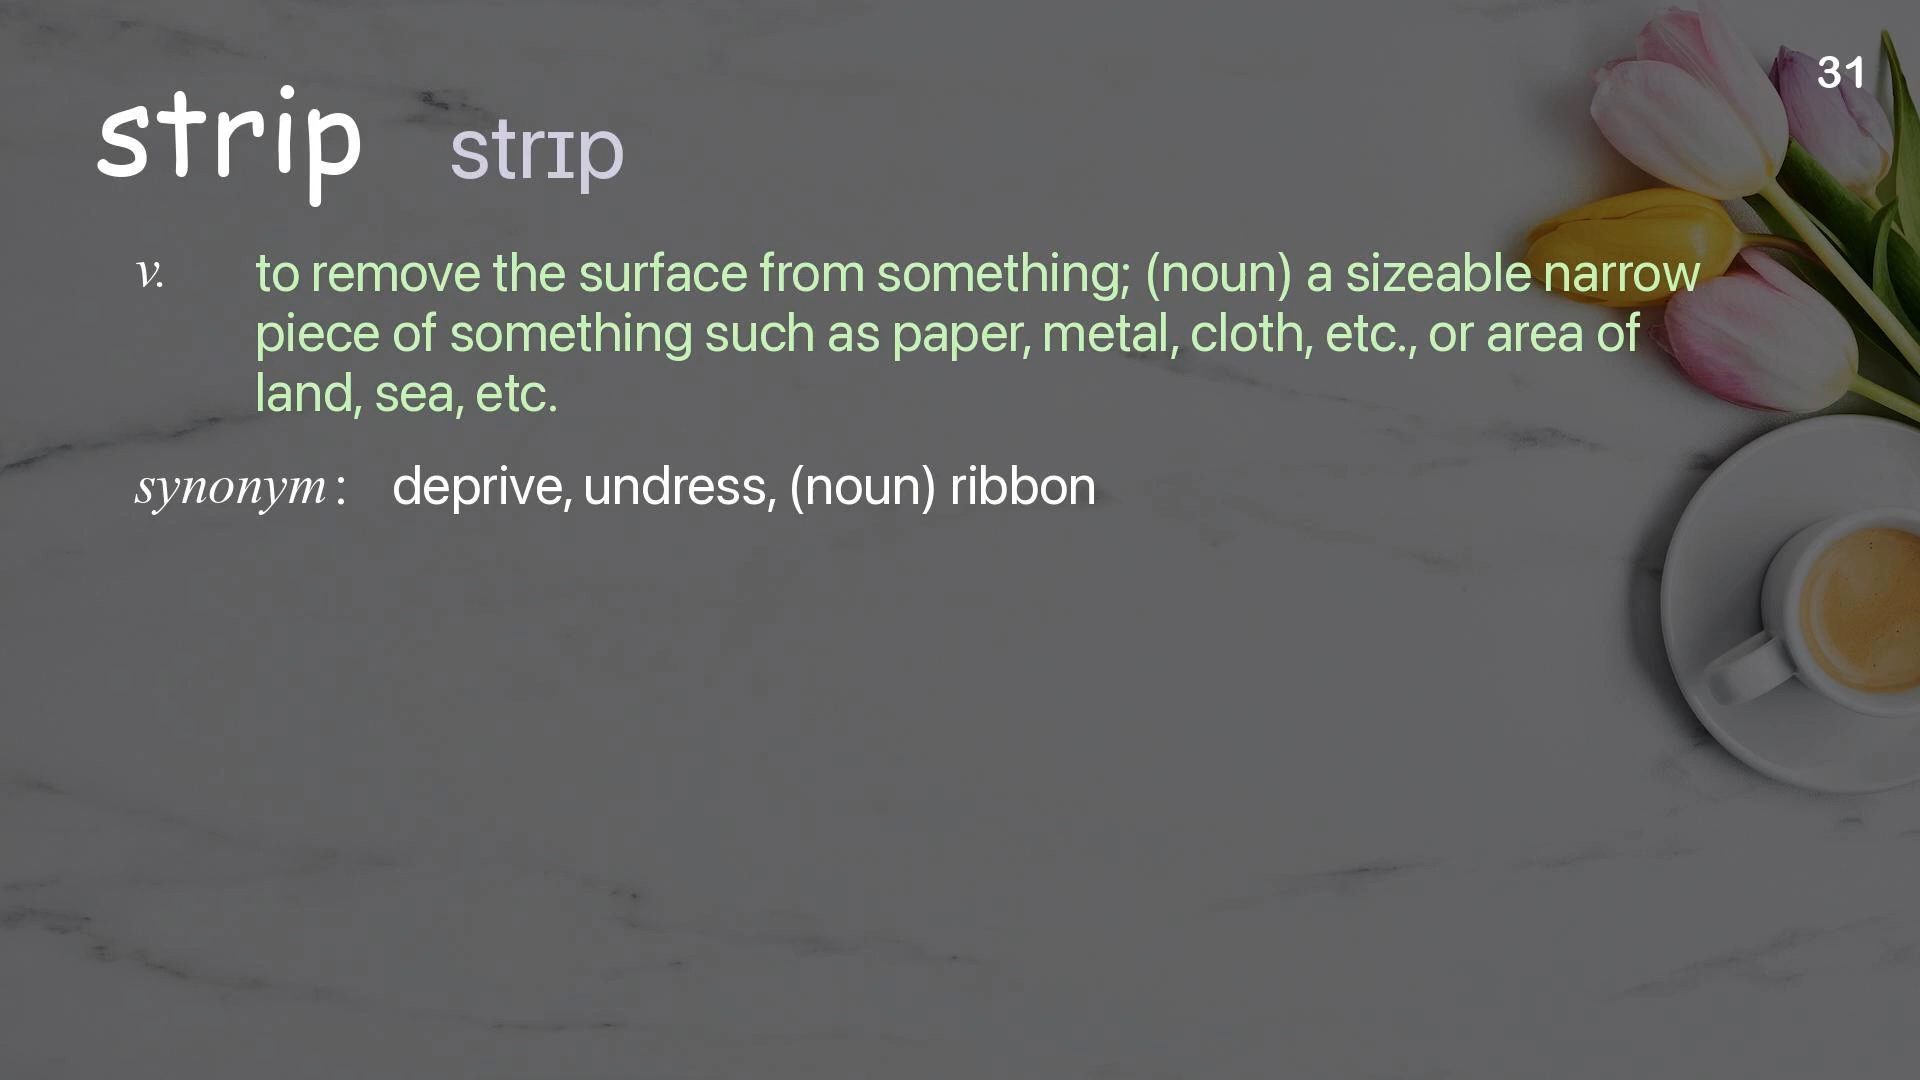 31
strip strɪp
v. to remove the surface from something; (noun) a sizeable narrow
piece of something such as paper, metal, cloth, etc., or area of
land, sea, etc.
synonym: deprive, undress, (noun) ribbon